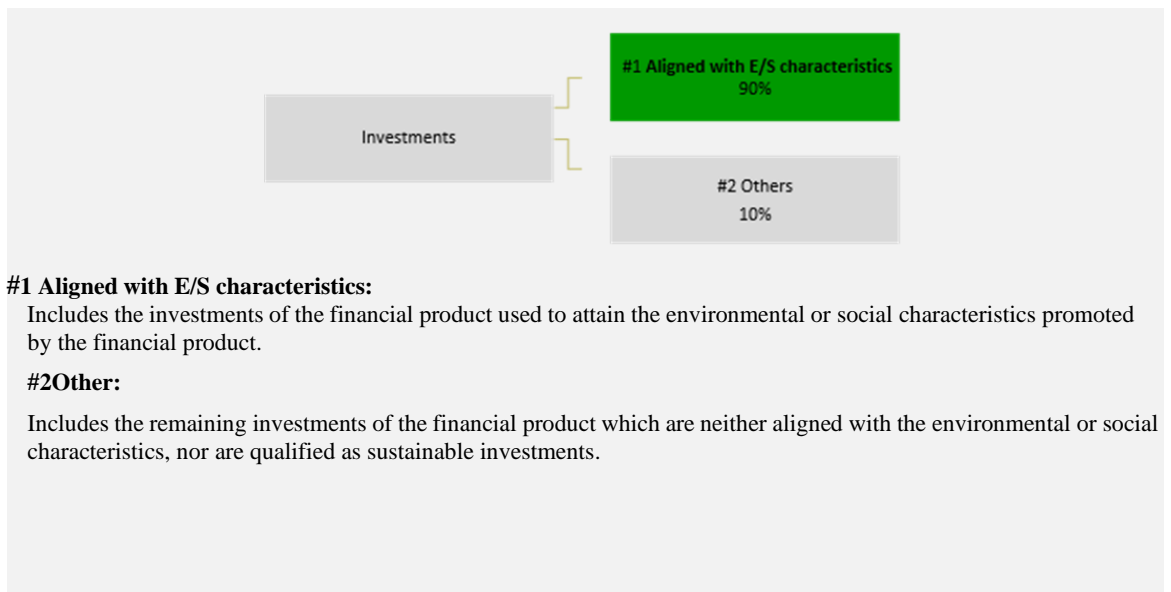 #1 Aligned with E/S characteristics
90%
Investments
#2 Others
10%
#1 Aligned with E/S characteristics:
Includes the investments of the financial product used to attain the environmental or social characteristics promoted
by the financial product.
#2Other:
Includes the remaining investments of the financial product which are neither aligned with the environmental or social
characteristics, nor are qualified as sustainable investments.